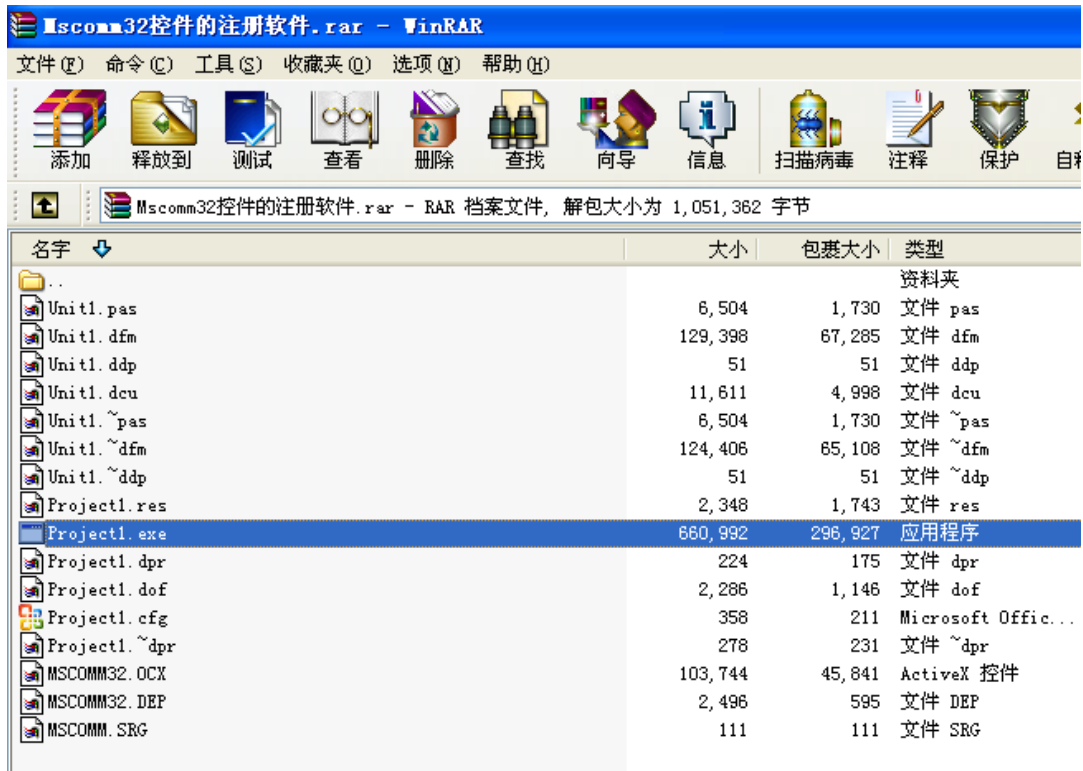 Mscomm32控件的注册软件.rar - WinRAR
文件(F) 命令(C) 工具(S) 收藏夹(O) 选项(N) 帮助(H)
添加 释放到 测试 查看 删除 查找 向导 信息 扫描病毒 注释 保护 自释
Mscomm32控件的注册软件.rar - RAR 档案文件, 解包大小为 1,051,362 字节
名字 大小 包裹大小 类型
.. 资料夹
Unit1.pas 6,504 1,730 文件 pas
Unit1.dfm 129,398 67,285 文件 dfm
Unit1.ddp 51 51 文件 ddp
Unit1.dcu 11,611 4,998 文件 dcu
Unit1.~pas 6,504 1,730 文件 ~pas
Unit1.~dfm 124,406 65,108 文件 ~dfm
Unit1.~ddp 51 51 文件 ~ddp
Project1.res 2,348 1,743 文件 res
Project1.exe 660,992 296,927 应用程序
Project1.dpr 224 175 文件 dpr
Project1.dof 2,286 1,146 文件 dof
Project1.cfg 358 211 Microsoft Offic...
Project1.~dpr 278 231 文件 ~dpr
MSCOMM32.OCX 103,744 45,841 ActiveX 控件
MSCOMM32.DEP 2,496 595 文件 DEP
MSCOMM.SRG 111 111 文件 SRG